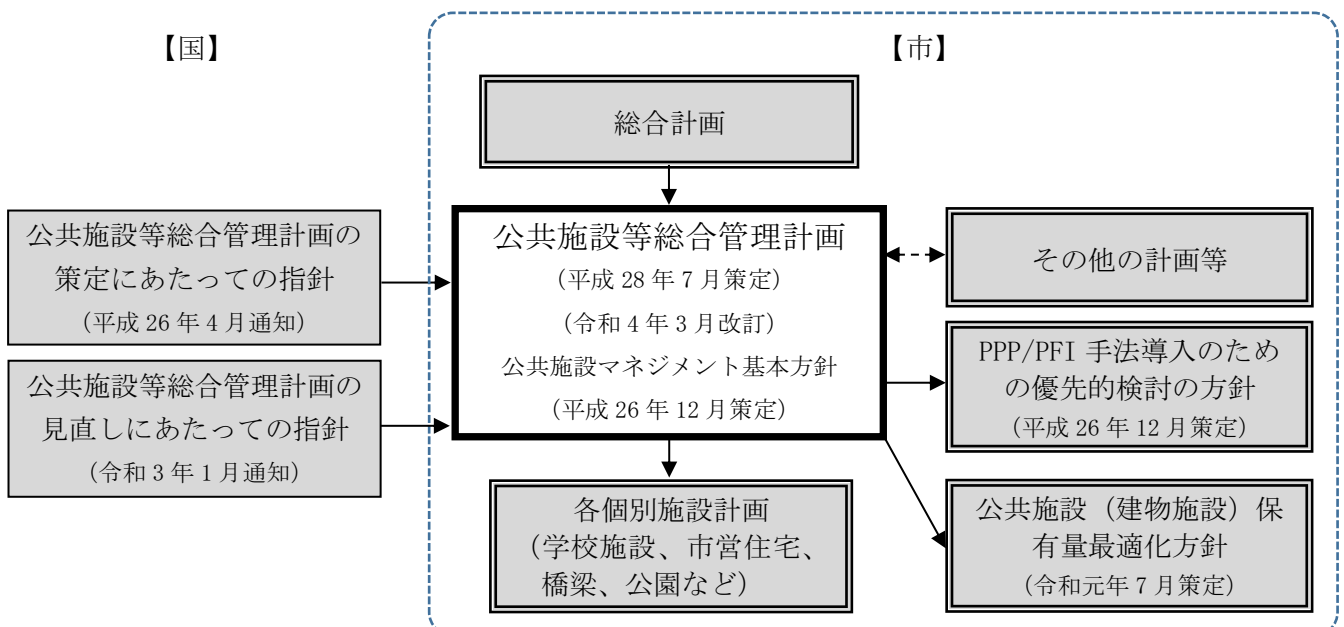 【国】
【市】
総合計画
公共施設等総合管理計画の
策定にあたっての指針
（平成 26 年 4 月通知）
公共施設等総合管理計画の
見直しにあたっての指針
（令和 3 年 1 月通知）
公共施設等総合管理計画
（平成 28 年 7 月策定）
（令和 4 年 3 月改訂）
公共施設マネジメント基本方針
（平成 26 年 12 月策定）
その他の計画等
PPP/PFI 手法導入のため
の優先的検討の方針
（平成 26 年 12 月策定）
各個別施設計画
（学校施設、市営住宅、
橋梁、公園など）
公共施設（建物施設）保
有量最適化方針
（令和元年 7 月策定）